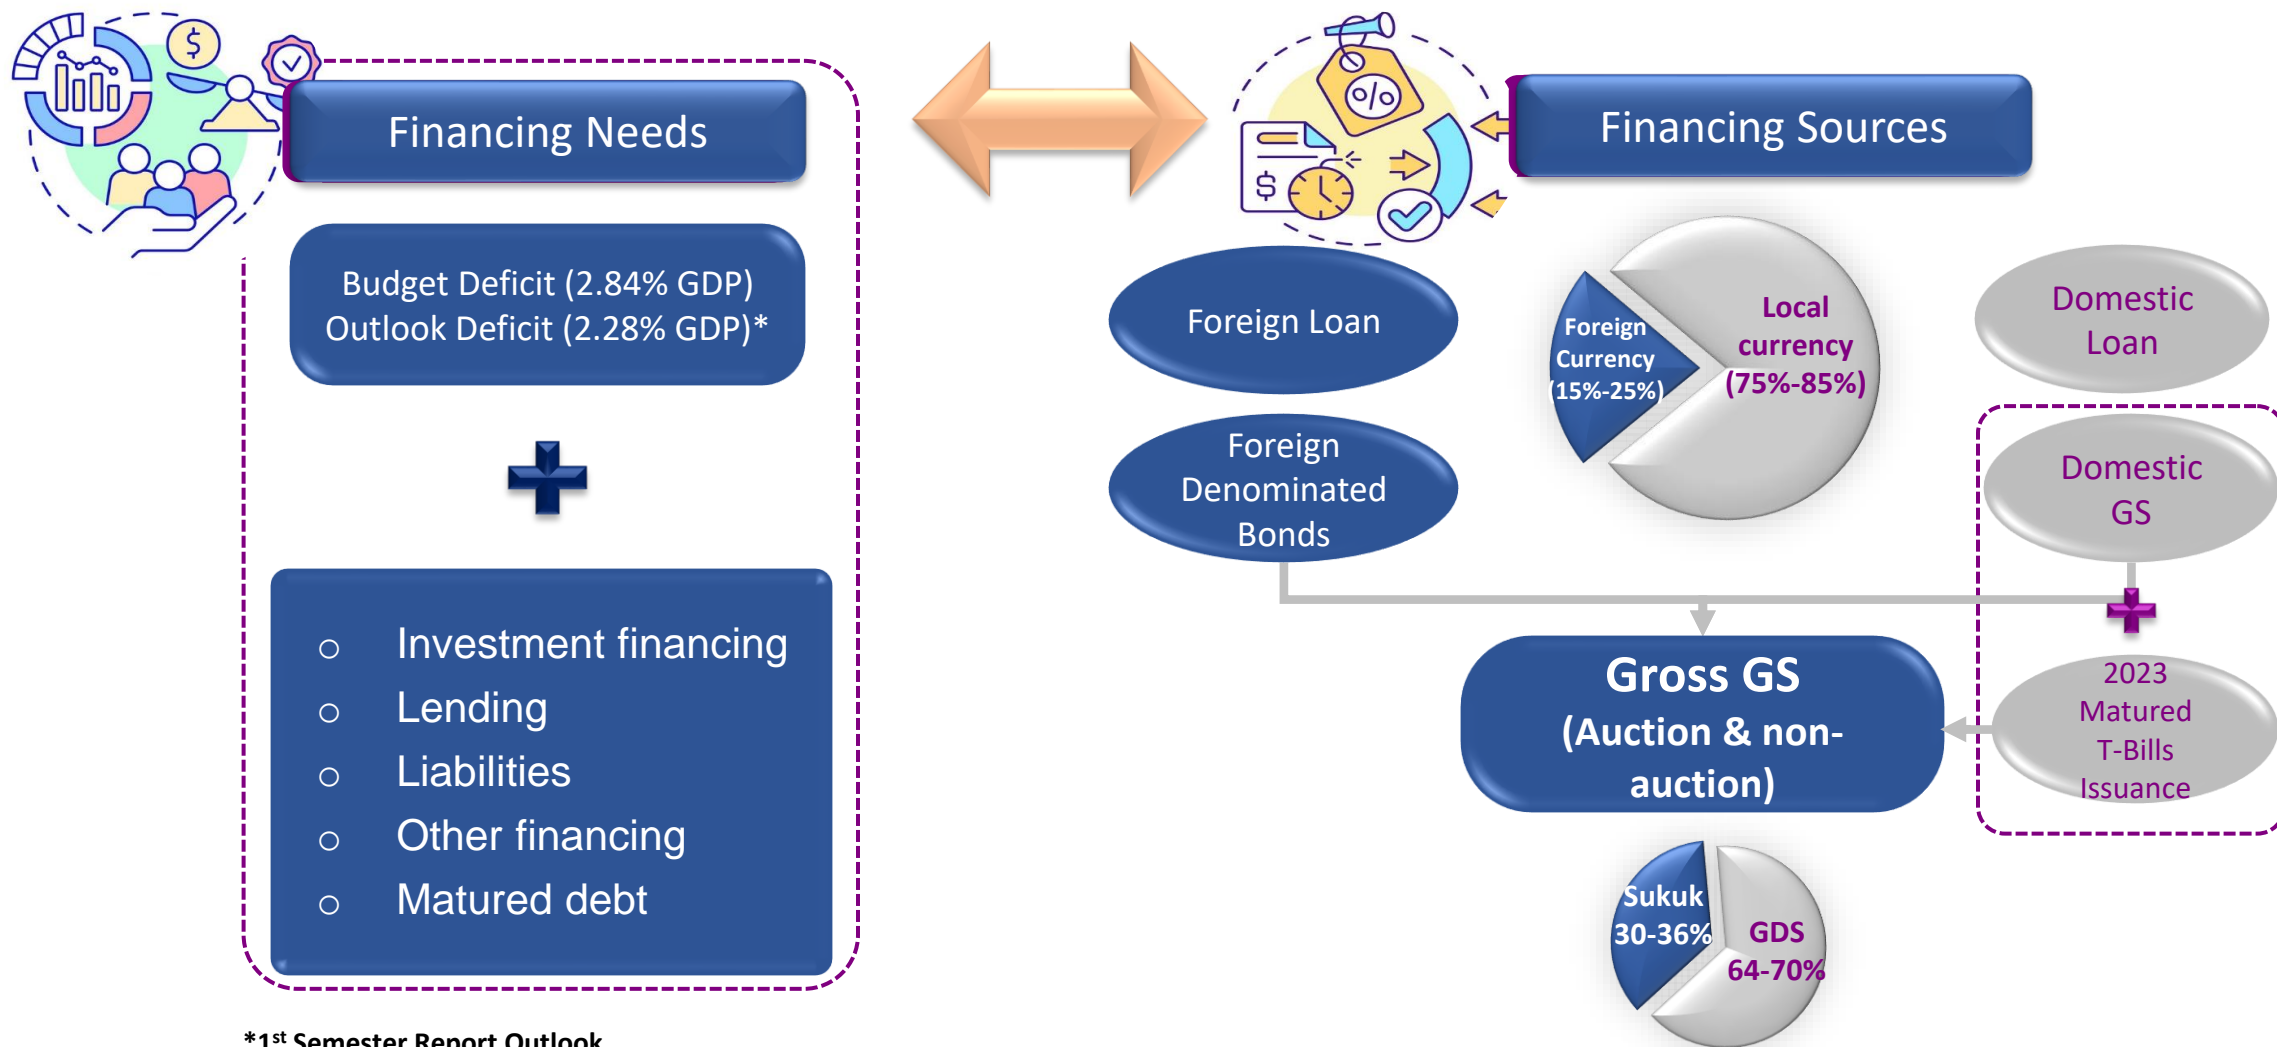 Financing Needs
Budget Deficit (2.84% GDP)
Outlook Deficit (2.28% GDP)*
o Investment financing
o Lending
o Liabilities
o Other financing
o Matured debt
*1st Semester Report Outlook
Financing Sources
Foreign Loan
Foreign
Denominated
Bonds
Foreign
Currency
(15%-25%)
Local
currency
(75%-85%)
Domestic
Loan
Domestic
GS
2023
Matured
T-Bills
Issuance
Gross GS
(Auction & non-
auction)
Sukuk
30-36%
GDS
64-70%